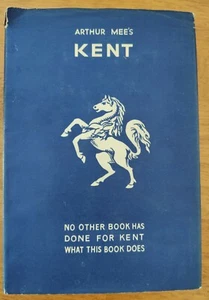 ARTHUR MEE'S
KENT
NO OTHER BOOK HAS
DONE FOR KENT
WHAT THIS BOOK DOES